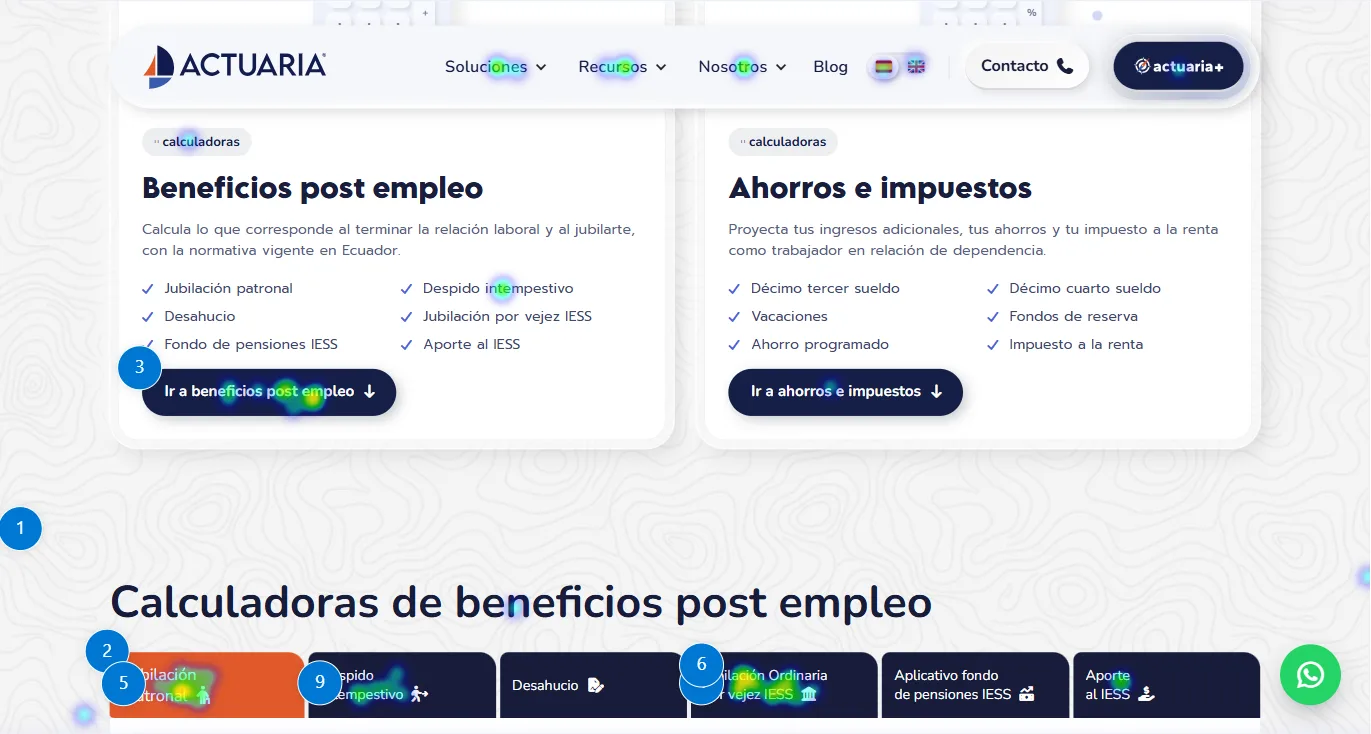 +
%
ACTUARIA
Soluciones
Recursos
Nosotros
Blog
Contacto
actuaria+
calculadoras
Beneficios post empleo
Calcula lo que corresponde al terminar la relación laboral y al jubilarte,
con la normativa vigente en Ecuador.
Jubilación patronal
Despido intempestivo
Desahucio
Jubilación por vejez IESS
Fondo de pensiones IESS
Aporte al IESS
3
Ir a beneficios post empleo
calculadoras
Ahorros e impuestos
Proyecta tus ingresos adicionales, tus ahorros y tu impuesto a la renta
como trabajador en relación de dependencia.
Décimo tercer sueldo
Décimo cuarto sueldo
Vacaciones
Fondos de reserva
Ahorro programado
Impuesto a la renta
Ir a ahorros e impuestos
1
Calculadoras de beneficios post empleo
2
5
9
Desahucio
6
Ordinaria
vejez IESS
Aplicativo fondo
de pensiones IESS
Aporte
al IESS